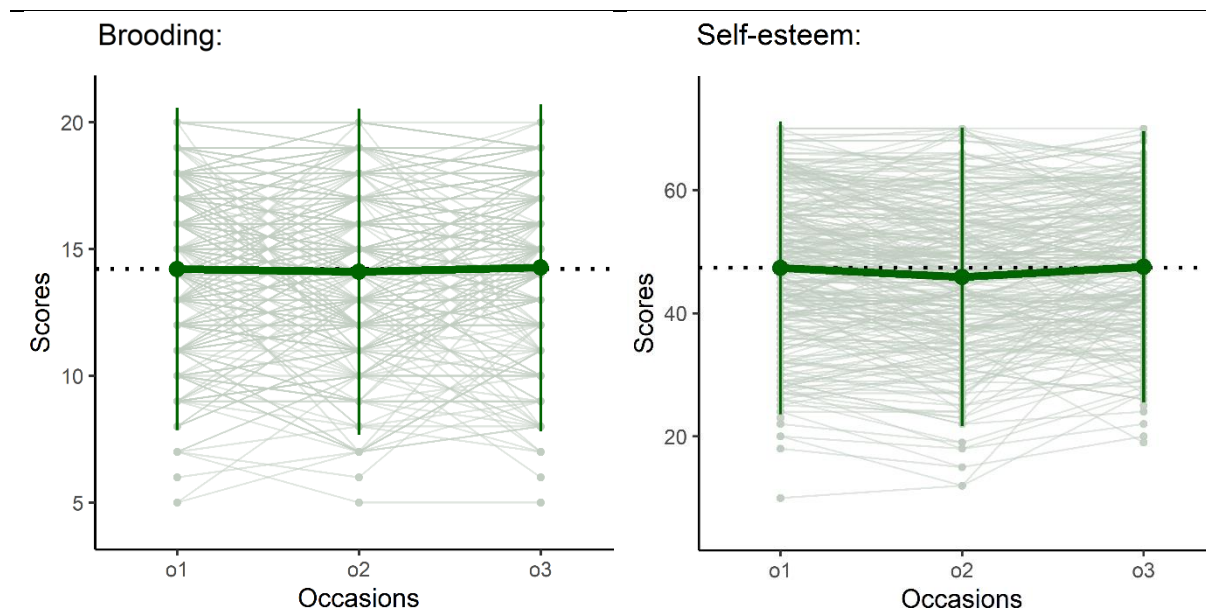 Brooding:
Scores
20
15
10
5
o1
o2
o3
Occasions
Self-esteem:
Scores
60
40
20
o1
o2
o3
Occasions